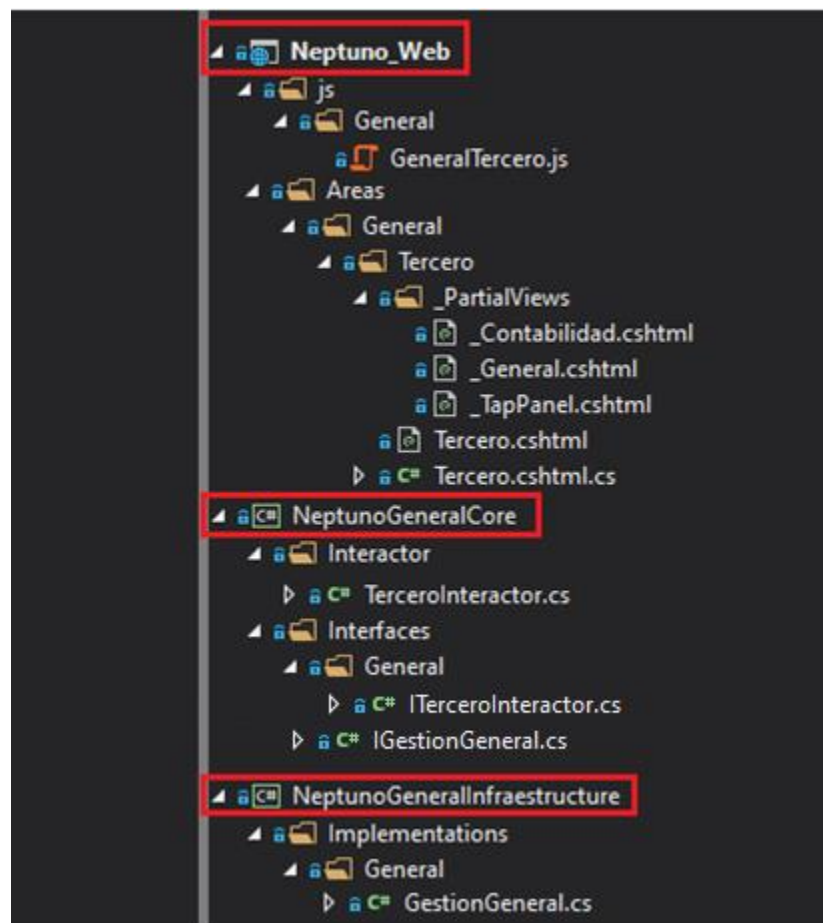 Neptuno_Web
js
General
GeneralTercero.js
Areas
General
Tercero
_PartialViews
_Contabilidad.cshtml
_General.cshtml
_TapPanel.cshtml
Tercero.cshtml
C# Tercero.cshtml.cs
C# NeptunoGeneralCore
Interactor
C# TerceroInteractor.cs
Interfaces
General
C# ITerceroInteractor.cs
C# IGestionGeneral.cs
C# NeptunoGeneralInfraestructure
Implementations
General
C# GestionGeneral.cs